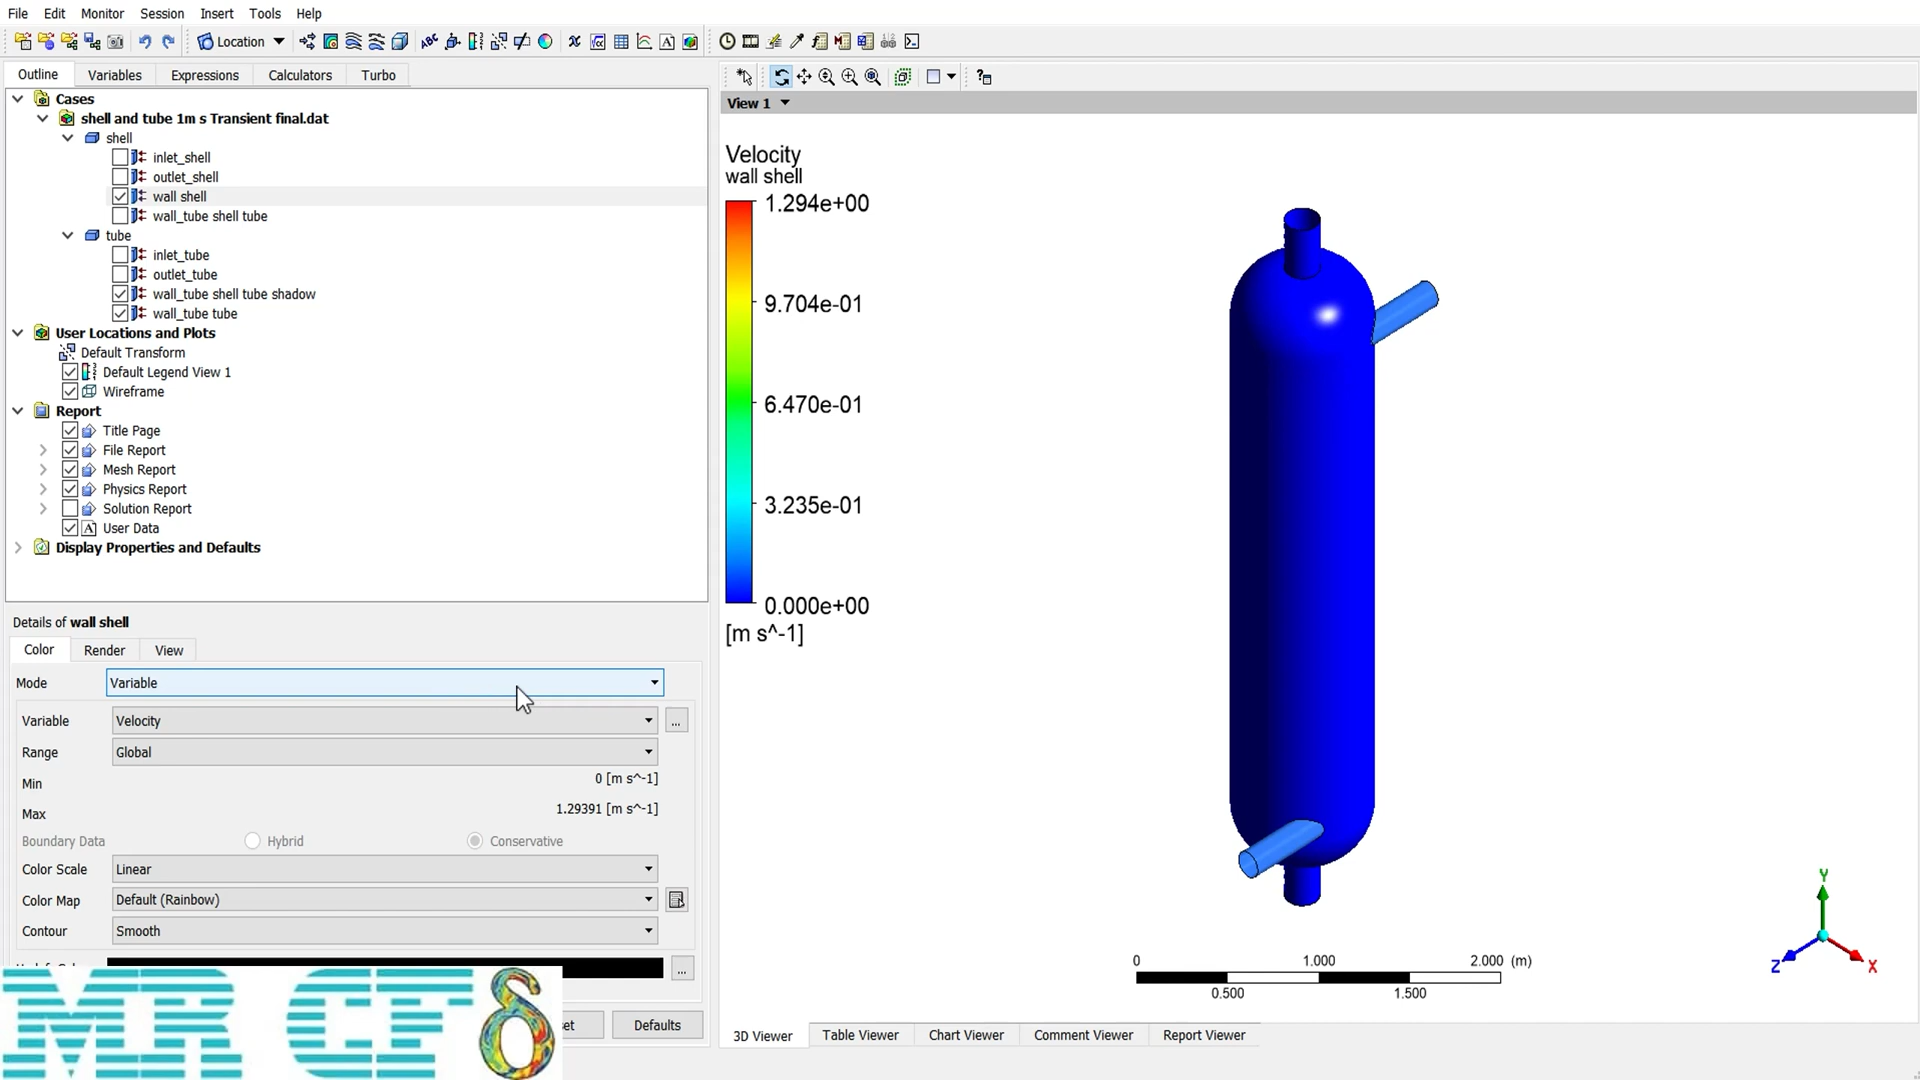 File Edit Monitor Session Insert Tools Help
Location
Outline Variables Expressions Calculators Turbo
Cases
shell and tube 1m s Transient final.dat
shell
inlet_shell
outlet_shell
wall shell
wall_tube shell tube
tube
inlet_tube
outlet_tube
wall_tube shell tube shadow
wall_tube tube
User Locations and Plots
Default Transform
Default Legend View 1
Wireframe
Report
Title Page
File Report
Mesh Report
Physics Report
Solution Report
User Data
Display Properties and Defaults
Details of wall shell
Color Render View
Mode Variable
Variable Velocity ...
Range Global
Min 0 [m s^-1]
Max 1.29391 [m s^-1]
Boundary Data Hybrid Conservative
Color Scale Linear
Color Map Default (Rainbow)
Contour Smooth
...
Defaults
MR CFδ
View 1
Velocity
wall shell
1.294e+00
9.704e-01
6.470e-01
3.235e-01
0.000e+00
[m s^-1]
0 1.000 2.000 (m)
0.500 1.500
Y
Z X
3D Viewer Table Viewer Chart Viewer Comment Viewer Report Viewer